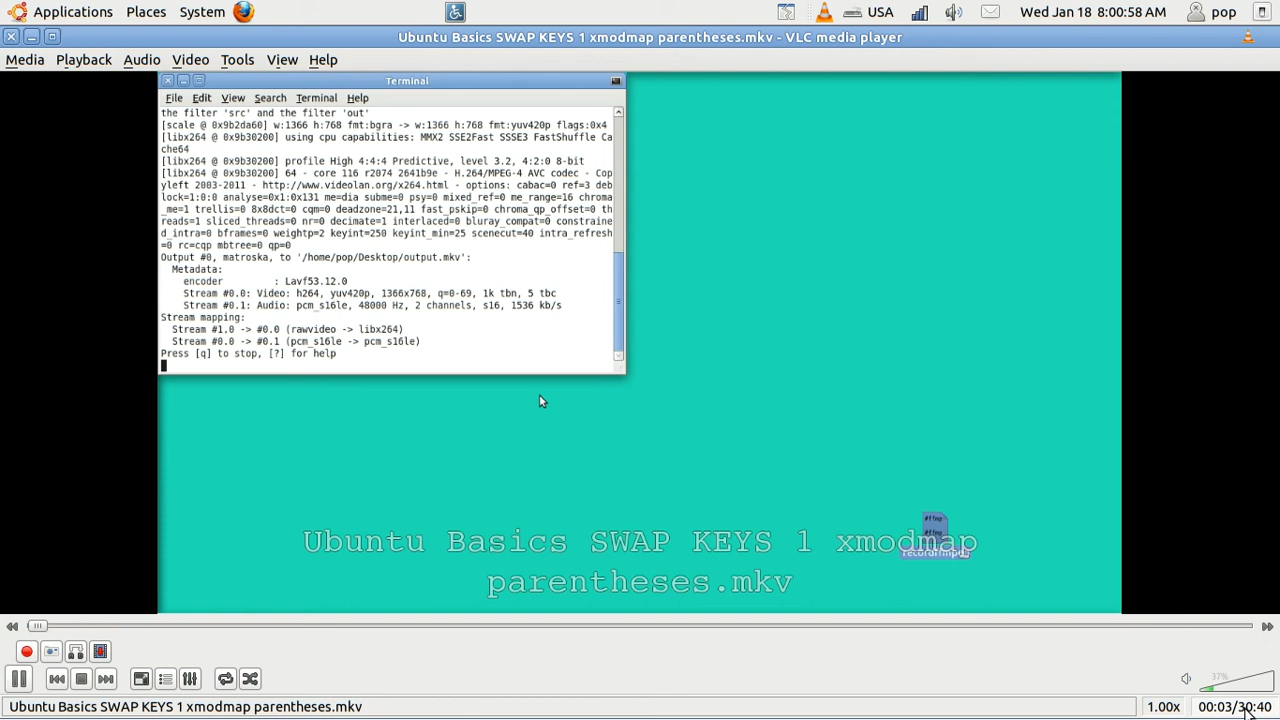 Applications Places System USA Wed Jan 18 8:00:58 AM pop
Ubuntu Basics SWAP KEYS 1 xmodmap parentheses.mkv - VLC media player
Media Playback Audio Video Tools View Help
Terminal
File Edit View Search Terminal Help
the filter 'src' and the filter 'out'
[scale @ 0x9b2da60] w:1366 h:768 fmt:bgra -> w:1366 h:768 fmt:yuv420p flags:0x4
[libx264 @ 0x9b30200] using cpu capabilities: MMX2 SSE2Fast SSSE3 FastShuffle Ca
che64
[libx264 @ 0x9b30200] profile High 4:4:4 Predictive, level 3.2, 4:2:0 8-bit
[libx264 @ 0x9b30200] 64 - core 116 r2074 2641b9e - H.264/MPEG-4 AVC codec - Cop
yleft 2003-2011 - http://www.videolan.org/x264.html - options: cabac=0 ref=3 deb
lock=1:0:0 analyse=0x1:0x131 me=dia subme=0 psy=0 mixed_ref=0 me_range=16 chroma
_me=1 trellis=0 8x8dct=0 cqm=0 deadzone=21,11 fast_pskip=0 chroma_qp_offset=0 th
reads=1 sliced_threads=0 nr=0 decimate=1 interlaced=0 bluray_compat=0 constraine
d_intra=0 bframes=0 weightp=2 keyint=250 keyint_min=25 scenecut=40 intra_refresh
=0 rc=cqp mbtree=0 qp=0
Output #0, matroska, to '/home/pop/Desktop/output.mkv':
Metadata:
encoder : Lavf53.12.0
Stream #0.0: Video: h264, yuv420p, 1366x768, q=0-69, 1k tbn, 5 tbc
Stream #0.1: Audio: pcm_s16le, 48000 Hz, 2 channels, s16, 1536 kb/s
Stream mapping:
Stream #1.0 -> #0.0 (rawvideo -> libx264)
Stream #0.0 -> #0.1 (pcm_s16le -> pcm_s16le)
Press [q] to stop, [?] for help
#ffmp
#ffmp
Ubuntu Basics SWAP KEYS 1 xmodmap
parentheses.mkv
37%
Ubuntu Basics SWAP KEYS 1 xmodmap parentheses.mkv 1.00x 00:03/30:40